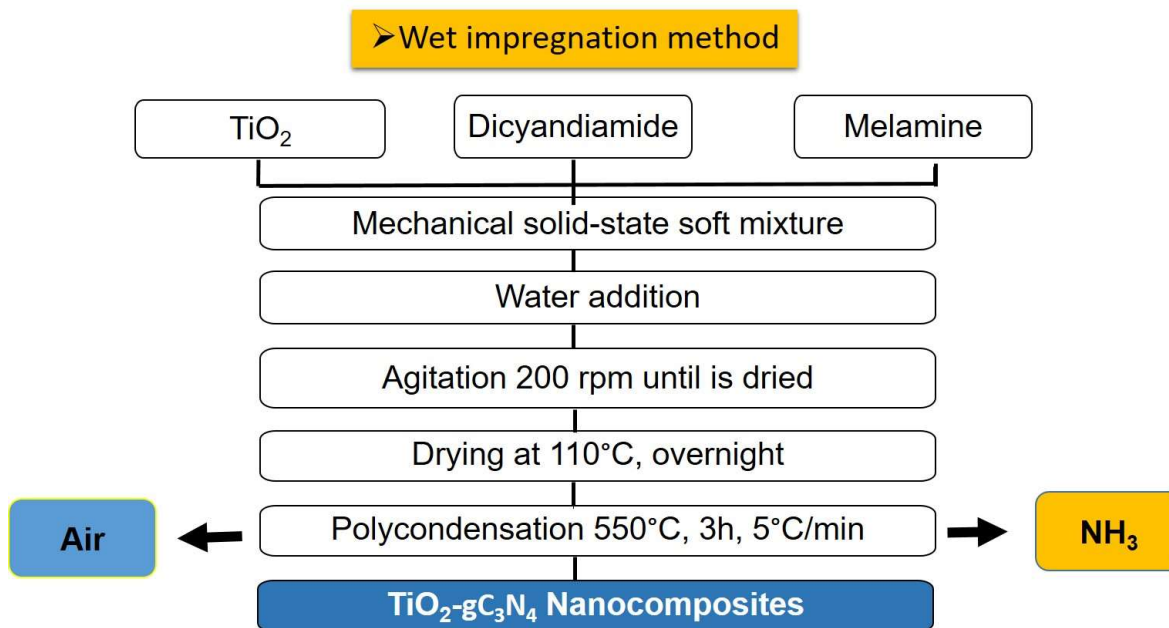 ➢Wet impregnation method
TiO₂
Dicyandiamide
Melamine
Mechanical solid-state soft mixture
Water addition
Agitation 200 rpm until is dried
Drying at 110°C, overnight
Air
Polycondensation 550°C, 3h, 5°C/min
NH₃
TiO₂-gC₃N₄ Nanocomposites